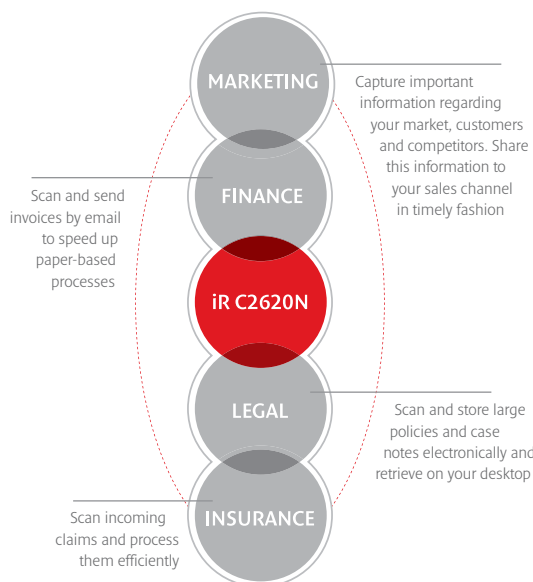 MARKETING
Capture important
information regarding
your market, customers
and competitors. Share
this information to
your sales channel
in timely fashion
FINANCE
Scan and send
invoices by email
to speed up
paper-based
processes
iR C2620N
LEGAL
Scan and store large
policies and case
notes electronically and
retrieve on your desktop
INSURANCE
Scan incoming
claims and process
them efficiently